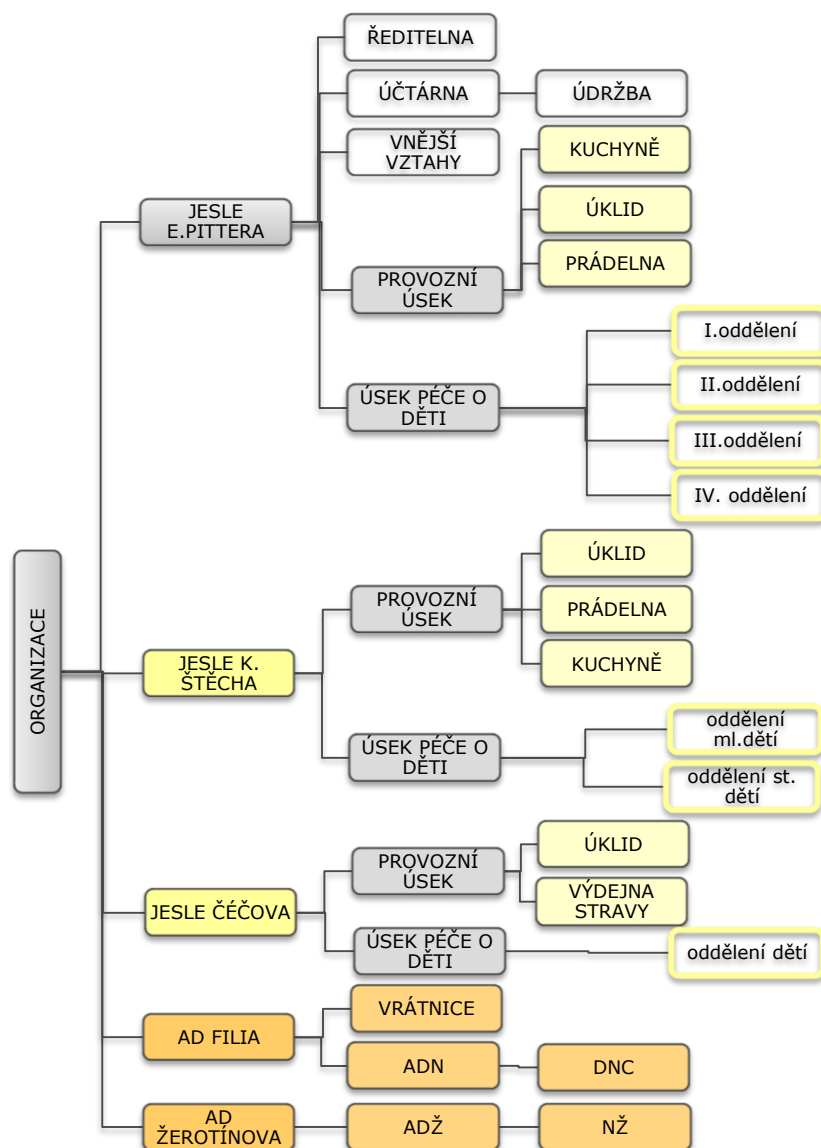 ŘEDITELNA
ÚČTÁRNA
ÚDRŽBA
VNĚJŠÍ
VZTAHY
KUCHYNĚ
JESLE
E.PITTERA
ÚKLID
PRÁDELNA
PROVOZNÍ
ÚSEK
I.oddělení
II.oddělení
ÚSEK PÉČE O
DĚTI
III.oddělení
IV. oddělení
ORGANIZACE
JESLE K.
ŠTĚCHA
PROVOZNÍ
ÚSEK
ÚKLID
PRÁDELNA
KUCHYNĚ
ÚSEK PÉČE O
DĚTI
oddělení
ml.dětí
oddělení st.
dětí
JESLE ČÉČOVA
PROVOZNÍ
ÚSEK
ÚKLID
VÝDEJNA
STRAVY
ÚSEK PÉČE O
DĚTI
oddělení dětí
AD FILIA
VRÁTNICE
ADN
DNC
AD
ŽEROTÍNOVA
ADŽ
NŽ